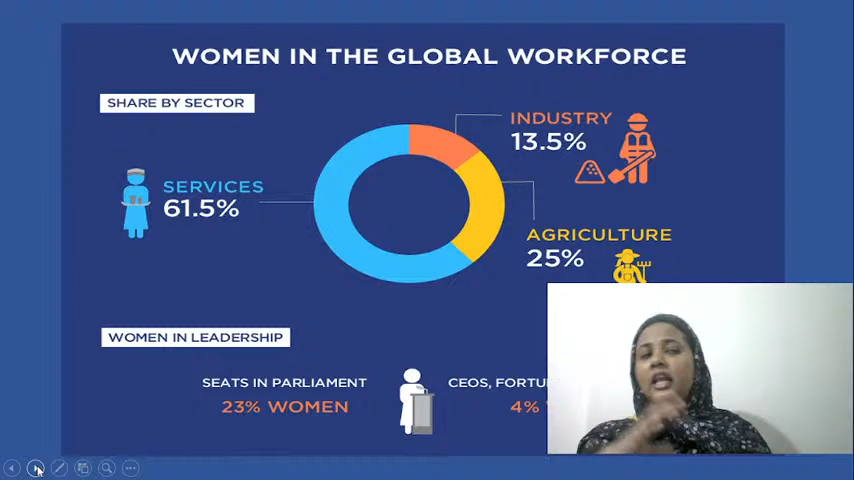 WOMEN IN THE GLOBAL WORKFORCE
SHARE BY SECTOR
INDUSTRY
13.5%
SERVICES
61.5%
AGRICULTURE
25%
WOMEN IN LEADERSHIP
SEATS IN PARLIAMENT
23% WOMEN
CEOS,
4%